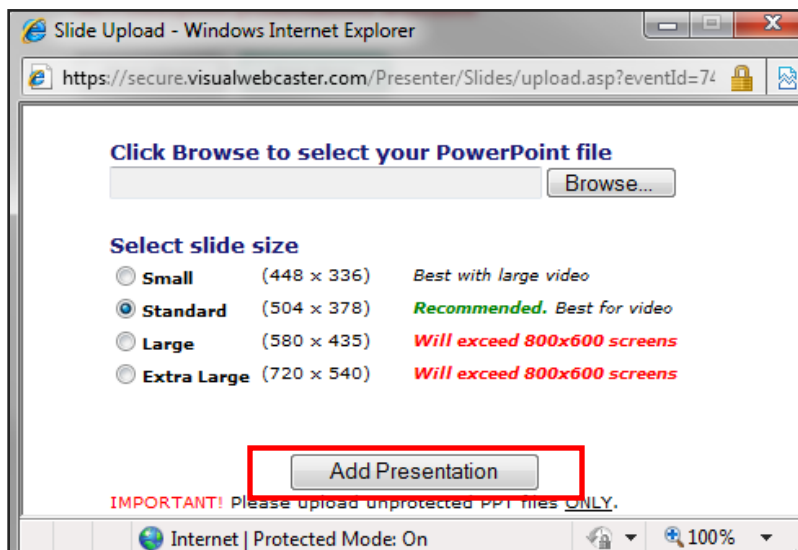 Slide Upload - Windows Internet Explorer
https://secure.visualwebcaster.com/Presenter/Slides/upload.asp?eventId=74
Click Browse to select your PowerPoint file
Browse...
Select slide size
Small (448 x 336) Best with large video
Standard (504 x 378) Recommended. Best for video
Large (580 x 435) Will exceed 800x600 screens
Extra Large (720 x 540) Will exceed 800x600 screens
Add Presentation
IMPORTANT! Please upload unprotected PPT files ONLY.
Internet | Protected Mode: On 100%